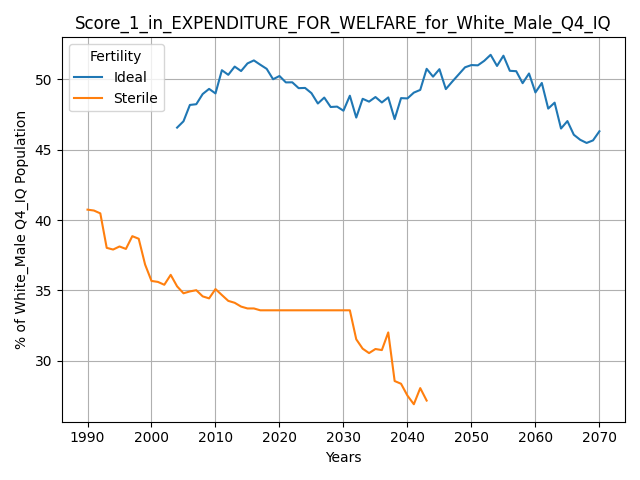 Score_1_in_EXPENDITURE_FOR_WELFARE_for_White_Male_Q4_IQ
Fertility
Ideal
Sterile
% of White_Male Q4_IQ Population
50
45
40
35
30
1990 2000 2010 2020 2030 2040 2050 2060 2070
Years